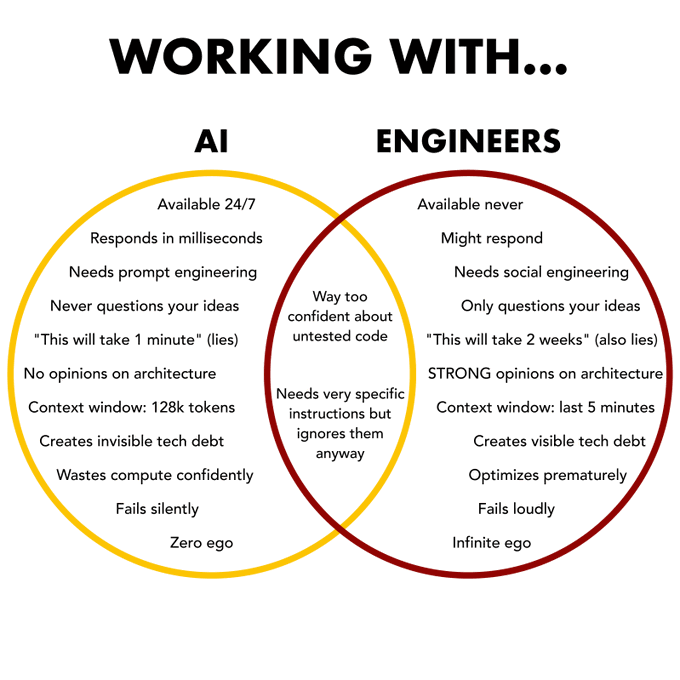 WORKING WITH...
AI
ENGINEERS
Available 24/7
Responds in milliseconds
Needs prompt engineering
Never questions your ideas
"This will take 1 minute" (lies)
No opinions on architecture
Context window: 128k tokens
Creates invisible tech debt
Wastes compute confidently
Fails silently
Zero ego
Way too
confident about
untested code
Needs very specific
instructions but
ignores them
anyway
Available never
Might respond
Needs social engineering
Only questions your ideas
"This will take 2 weeks" (also lies)
STRONG opinions on architecture
Context window: last 5 minutes
Creates visible tech debt
Optimizes prematurely
Fails loudly
Infinite ego